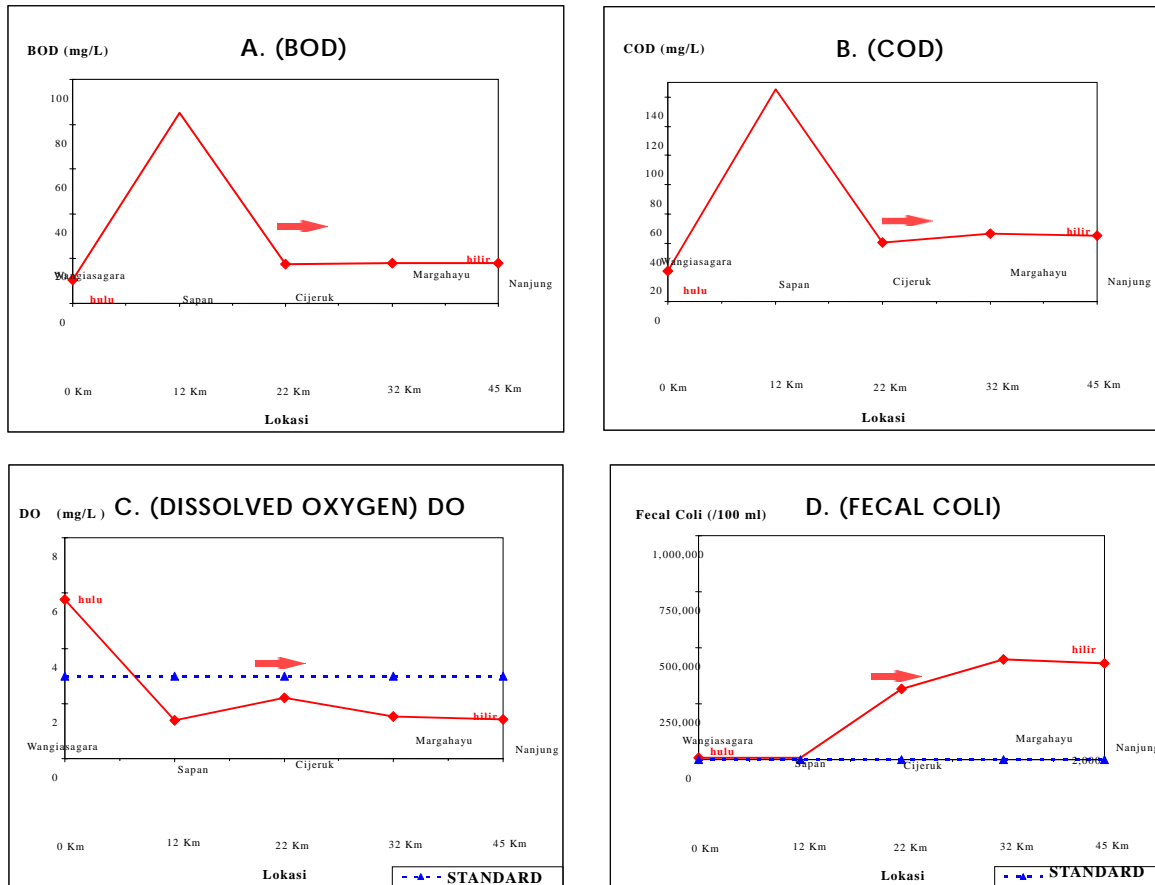 BOD (mg/L)
A. (BOD)
100
80
60
40
20
0
Wangiasagara
hulu
Sapan
Cijeruk
hilir
Margahayu
Nanjung
0 Km
12 Km
22 Km
32 Km
45 Km
Lokasi
COD (mg/L)
B. (COD)
140
120
100
80
60
40
20
0
Wangiasagara
hulu
Sapan
Cijeruk
hilir
Margahayu
Nanjung
0 Km
12 Km
22 Km
32 Km
45 Km
Lokasi
DO (mg/L )
C. (DISSOLVED OXYGEN) DO
8
6
4
2
0
hulu
Wangiasagara
Sapan
Cijeruk
hilir
Margahayu
Nanjung
0 Km
12 Km
22 Km
32 Km
45 Km
Lokasi
STANDARD
Fecal Coli (/100 ml)
D. (FECAL COLI)
1,000,000
750,000
500,000
250,000
0
Wangiasagara
hulu
Sapan
Cijeruk
hilir
Margahayu
Nanjung
2,000
0 Km
12 Km
22 Km
32 Km
45 Km
Lokasi
STANDARD